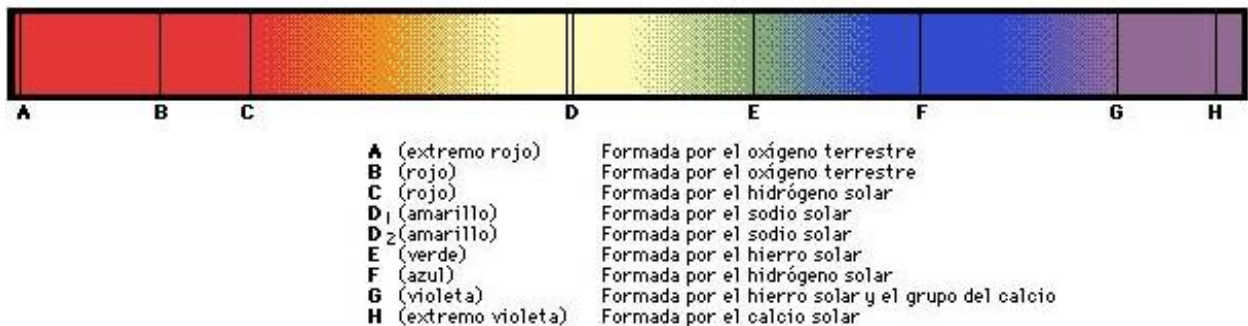 A B C D E F G H
A (extremo rojo) Formada por el oxígeno terrestre
B (rojo) Formada por el oxígeno terrestre
C (rojo) Formada por el hidrógeno solar
D1 (amarillo) Formada por el sodio solar
D2 (amarillo) Formada por el sodio solar
E (verde) Formada por el hierro solar
F (azul) Formada por el hidrógeno solar
G (violeta) Formada por el hierro solar y el grupo del calcio
H (extremo violeta) Formada por el calcio solar